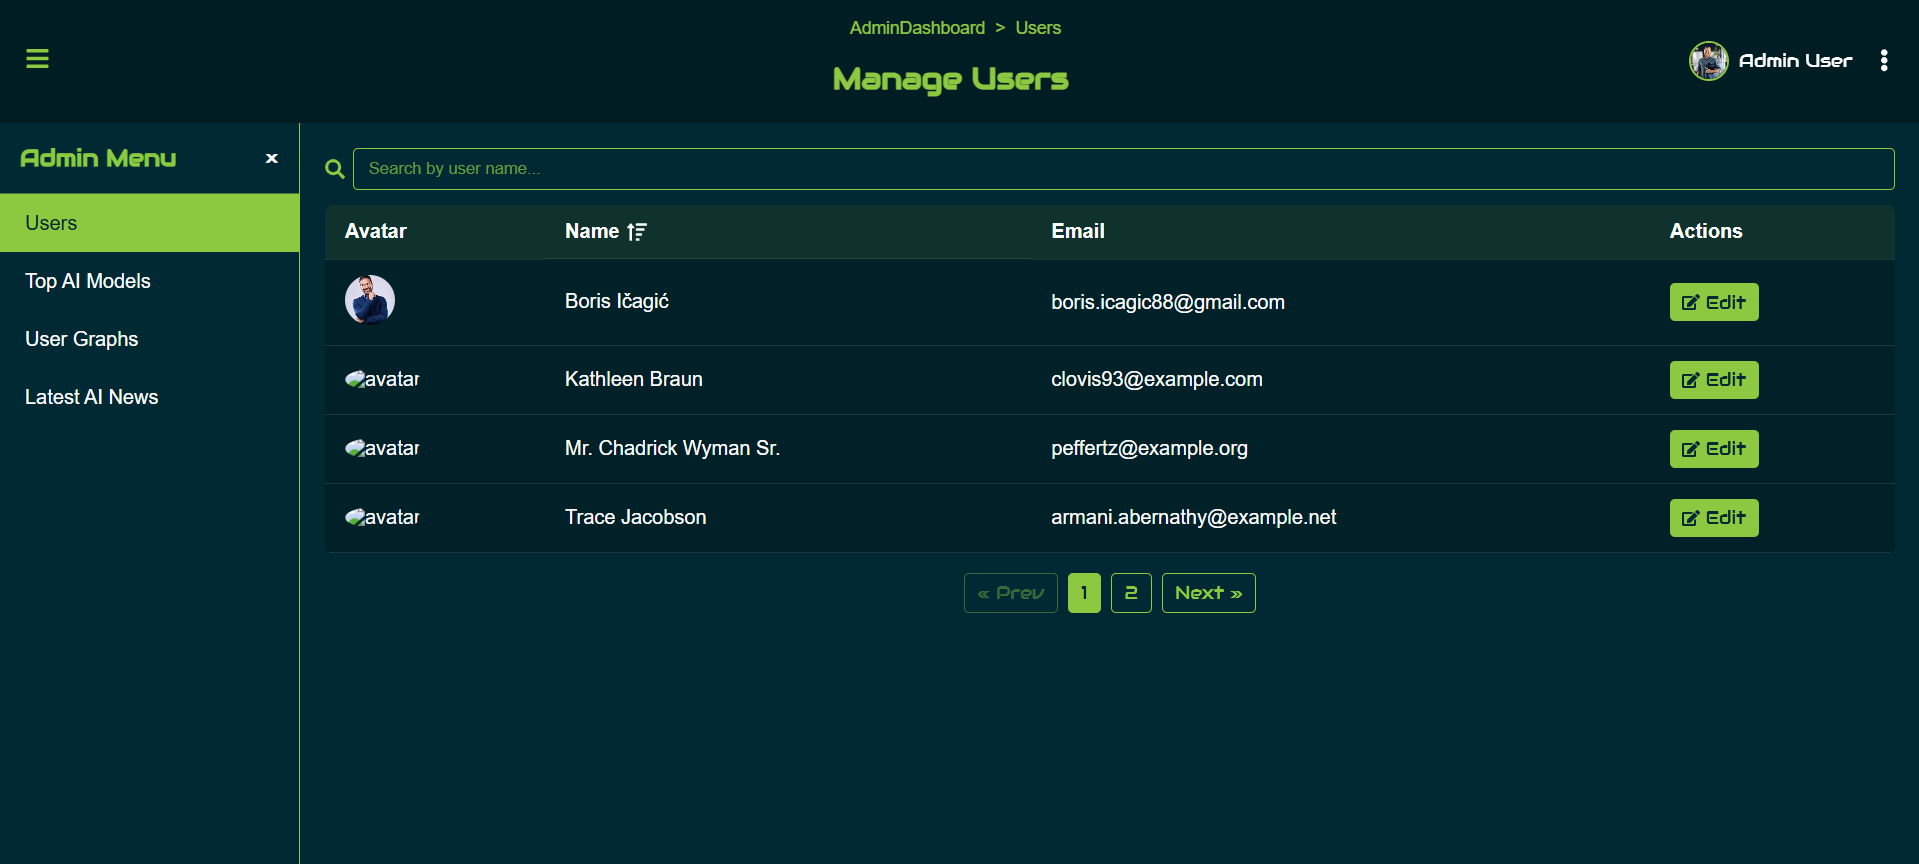 AdminDashboard > Users
Manage Users
Admin User
Admin Menu ×
Users
Top AI Models
User Graphs
Latest AI News
Search by user name...
Avatar Name Email Actions
Boris Ičagić boris.icagic88@gmail.com Edit
avatar Kathleen Braun clovis93@example.com Edit
avatar Mr. Chadrick Wyman Sr. peffertz@example.org Edit
avatar Trace Jacobson armani.abernathy@example.net Edit
« Prev 1 2 Next »